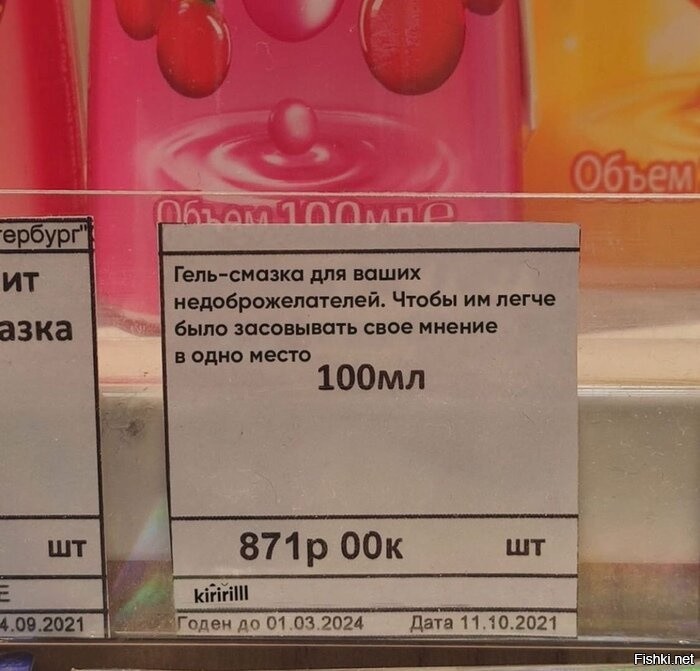 Объем
Объем 100мл е
тербург"
ит
азка
шт
Е
4.09.2021
Гель-смазка для ваших
недоброжелателей. Чтобы им легче
было засовывать свое мнение
в одно место
100мл
871р 00к шт
kiririlll
Годен до 01.03.2024 Дата 11.10.2021
Fishki.net